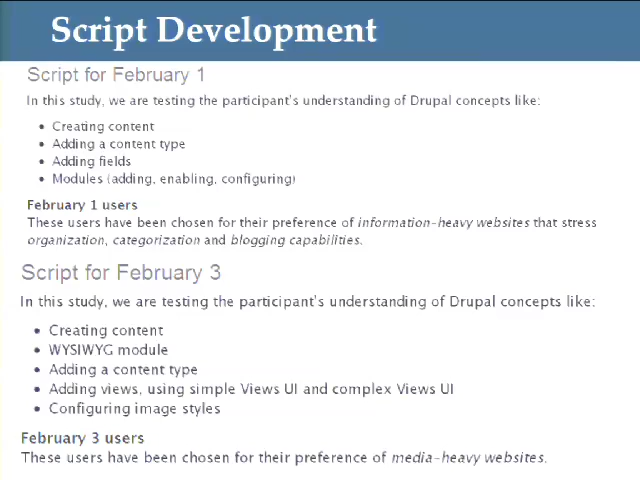 Script Development
Script for February 1
In this study, we are testing the participant's understanding of Drupal concepts like:
• Creating content
• Adding a content type
• Adding fields
• Modules (adding, enabling, configuring)
February 1 users
These users have been chosen for their preference of information-heavy websites that stress
organization, categorization and blogging capabilities.
Script for February 3
In this study, we are testing the participant's understanding of Drupal concepts like:
• Creating content
• WYSIWYG module
• Adding a content type
• Adding views, using simple Views UI and complex Views UI
• Configuring image styles
February 3 users
These users have been chosen for their preference of media-heavy websites.